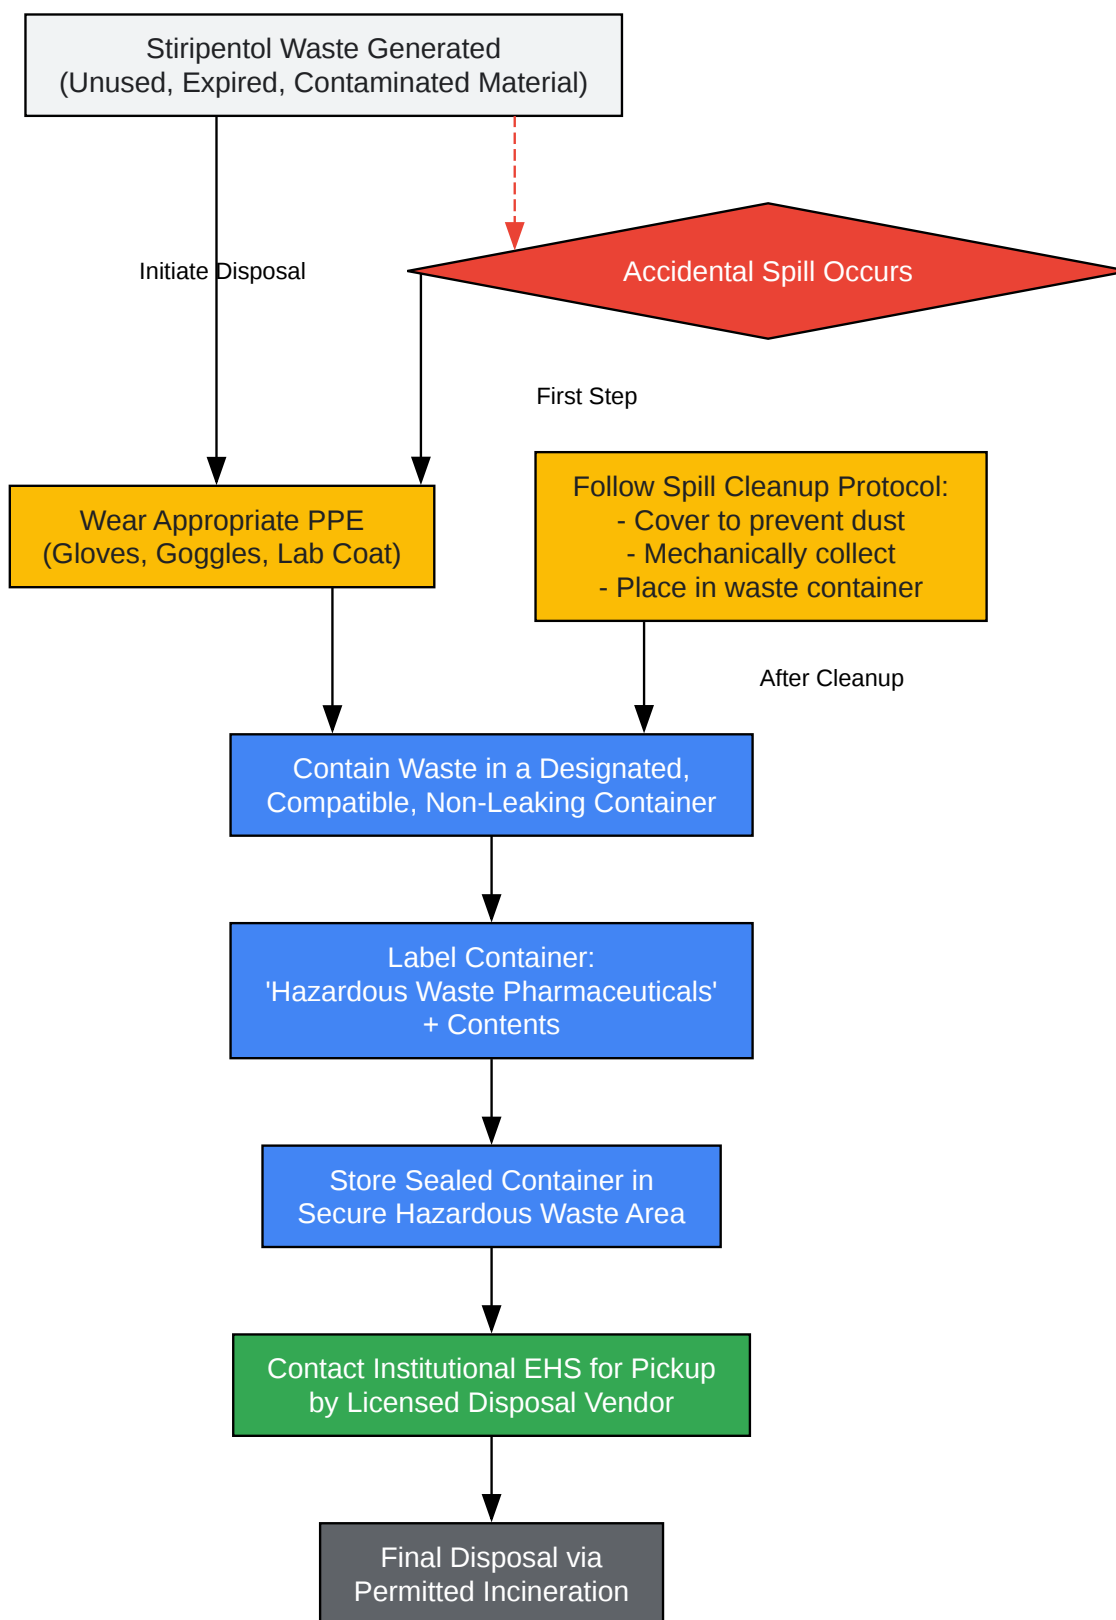 Stiripentol Waste Generated
(Unused, Expired, Contaminated Material)
Initiate Disposal
Accidental Spill Occurs
First Step
Wear Appropriate PPE
(Gloves, Goggles, Lab Coat)
Follow Spill Cleanup Protocol:
- Cover to prevent dust
- Mechanically collect
- Place in waste container
After Cleanup
Contain Waste in a Designated,
Compatible, Non-Leaking Container
Label Container:
'Hazardous Waste Pharmaceuticals'
+ Contents
Store Sealed Container in
Secure Hazardous Waste Area
Contact Institutional EHS for Pickup
by Licensed Disposal Vendor
Final Disposal via
Permitted Incineration